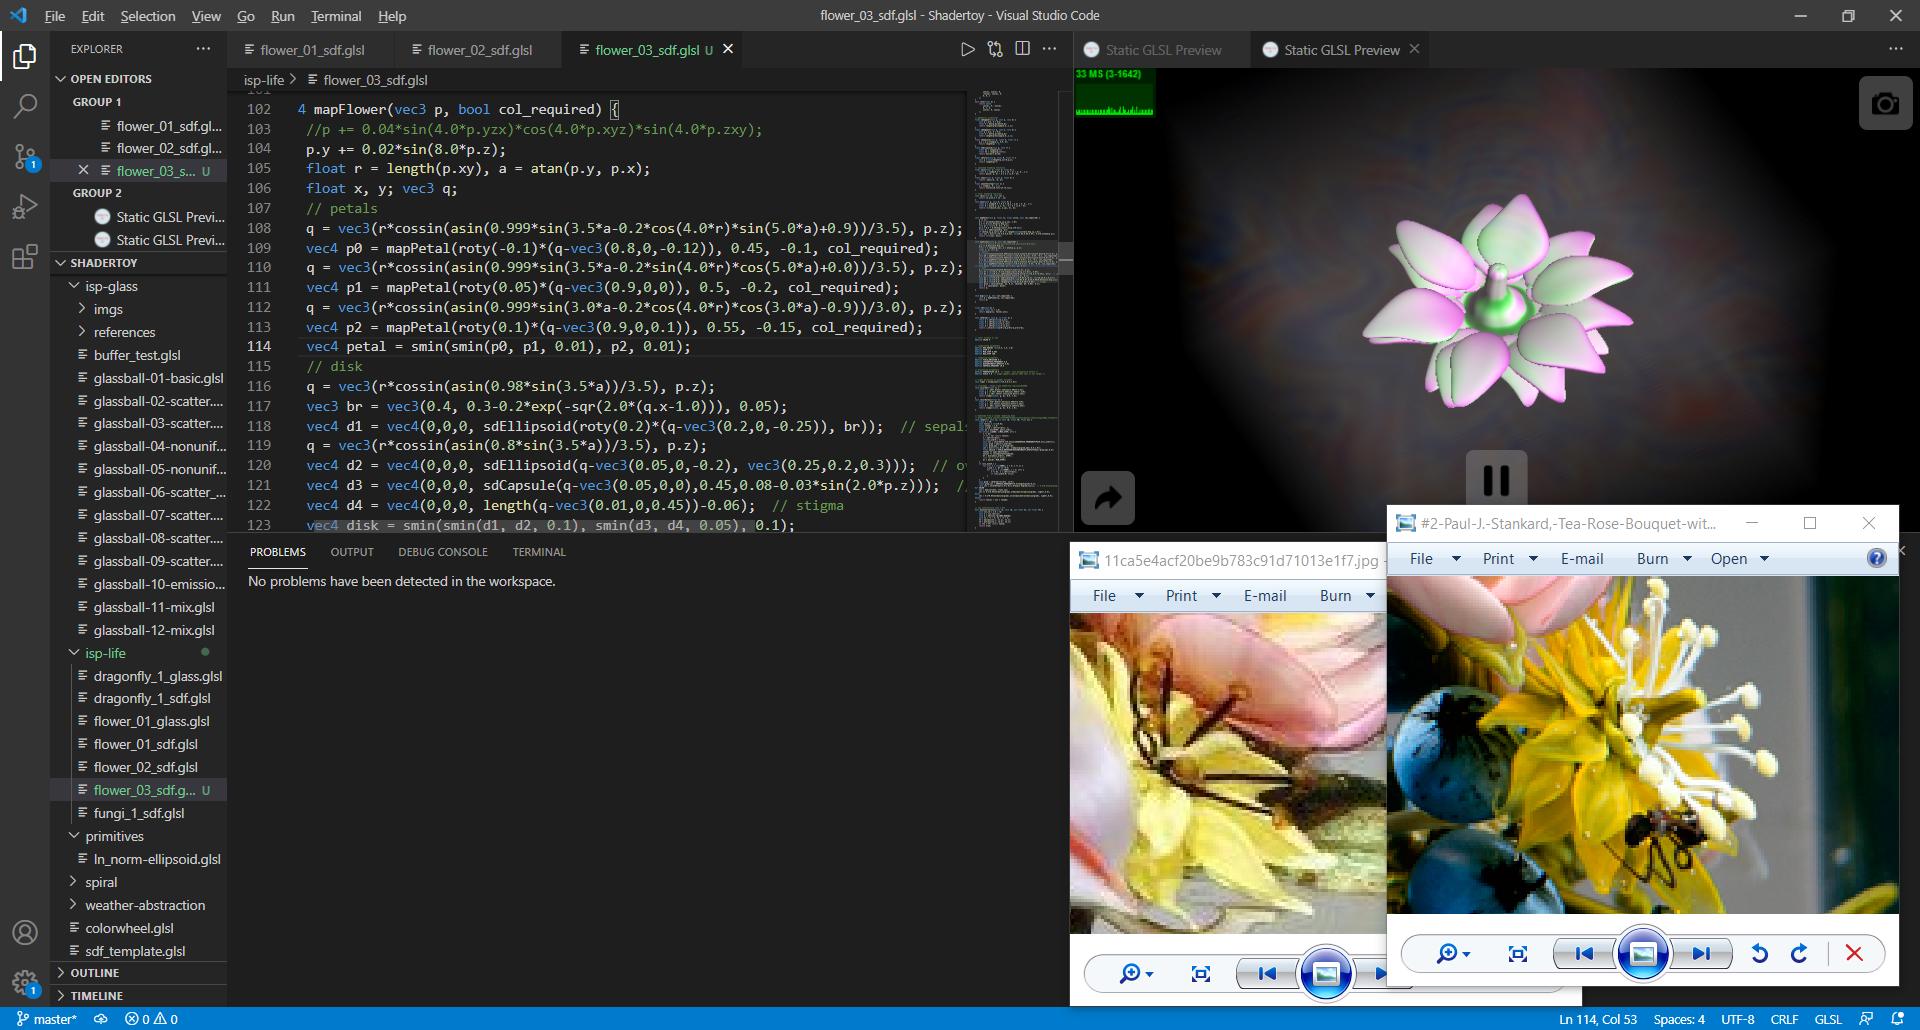 File Edit Selection View Go Run Terminal Help
flower_03_sdf.glsl - Shadertoy - Visual Studio Code
EXPLORER
OPEN EDITORS
GROUP 1
flower_01_sdf.gl...
flower_02_sdf.gl...
flower_03_s... U
GROUP 2
Static GLSL Previ...
Static GLSL Previ...
SHADERTOY
isp-glass
imgs
references
buffer_test.glsl
glassball-01-basic.glsl
glassball-02-scatter....
glassball-03-scatter....
glassball-04-nonunif...
glassball-05-nonunif...
glassball-06-scatter_...
glassball-07-scatter....
glassball-08-scatter....
glassball-09-scatter....
glassball-10-emissio...
glassball-11-mix.glsl
glassball-12-mix.glsl
isp-life
dragonfly_1_glass.glsl
dragonfly_1_sdf.glsl
flower_01_glass.glsl
flower_01_sdf.glsl
flower_02_sdf.glsl
flower_03_sdf.g... U
fungi_1_sdf.glsl
primitives
ln_norm-ellipsoid.glsl
spiral
weather-abstraction
colorwheel.glsl
sdf_template.glsl
OUTLINE
TIMELINE
flower_01_sdf.glsl flower_02_sdf.glsl flower_03_sdf.glsl U
isp-life > flower_03_sdf.glsl
102 4 mapFlower(vec3 p, bool col_required) {
103 //p += 0.04*sin(4.0*p.yzx)*cos(4.0*p.xyz)*sin(4.0*p.zxy);
104 p.y += 0.02*sin(8.0*p.z);
105 float r = length(p.xy), a = atan(p.y, p.x);
106 float x, y; vec3 q;
107 // petals
108 q = vec3(r*cossin(asin(0.999*sin(3.5*a-0.2*cos(4.0*r)*sin(5.0*a)+0.9))/3.5), p.z);
109 vec4 p0 = mapPetal(roty(-0.1)*(q-vec3(0.8,0,-0.12)), 0.45, -0.1, col_required);
110 q = vec3(r*cossin(asin(0.999*sin(3.5*a-0.2*sin(4.0*r)*cos(5.0*a)+0.0))/3.5), p.z);
111 vec4 p1 = mapPetal(roty(0.05)*(q-vec3(0.9,0,0)), 0.5, -0.2, col_required);
112 q = vec3(r*cossin(asin(0.999*sin(3.0*a-0.2*cos(4.0*r)*cos(3.0*a)-0.9))/3.0), p.z);
113 vec4 p2 = mapPetal(roty(0.1)*(q-vec3(0.9,0,0.1)), 0.55, -0.15, col_required);
114 vec4 petal = smin(smin(p0, p1, 0.01), p2, 0.01);
115 // disk
116 q = vec3(r*cossin(asin(0.98*sin(3.5*a))/3.5), p.z);
117 vec3 br = vec3(0.4, 0.3-0.2*exp(-sqr(2.0*(q.x-1.0))), 0.05);
118 vec4 d1 = vec4(0,0,0, sdEllipsoid(roty(0.2)*(q-vec3(0.2,0,-0.25)), br)); // sepals
119 q = vec3(r*cossin(asin(0.8*sin(3.5*a))/3.5), p.z);
120 vec4 d2 = vec4(0,0,0, sdEllipsoid(q-vec3(0.05,0,-0.2), vec3(0.25,0.2,0.3))); //
121 vec4 d3 = vec4(0,0,0, sdCapsule(q-vec3(0.05,0,0),0.45,0.08-0.03*sin(2.0*p.z))); //
122 vec4 d4 = vec4(0,0,0, length(q-vec3(0.01,0,0.45))-0.06); // stigma
123 vec4 disk = smin(smin(d1, d2, 0.1), smin(d3, d4, 0.05), 0.1);
PROBLEMS OUTPUT DEBUG CONSOLE TERMINAL
No problems have been detected in the workspace.
Static GLSL Preview Static GLSL Preview
33 MS (3-1642)
11ca5e4acf20be9b783c91d71013e1f7.jpg -
File Print E-mail Burn
#2-Paul-J.-Stankard,-Tea-Rose-Bouquet-wit...
File Print E-mail Burn Open
master* 0 0
Ln 114, Col 53 Spaces: 4 UTF-8 CRLF GLSL